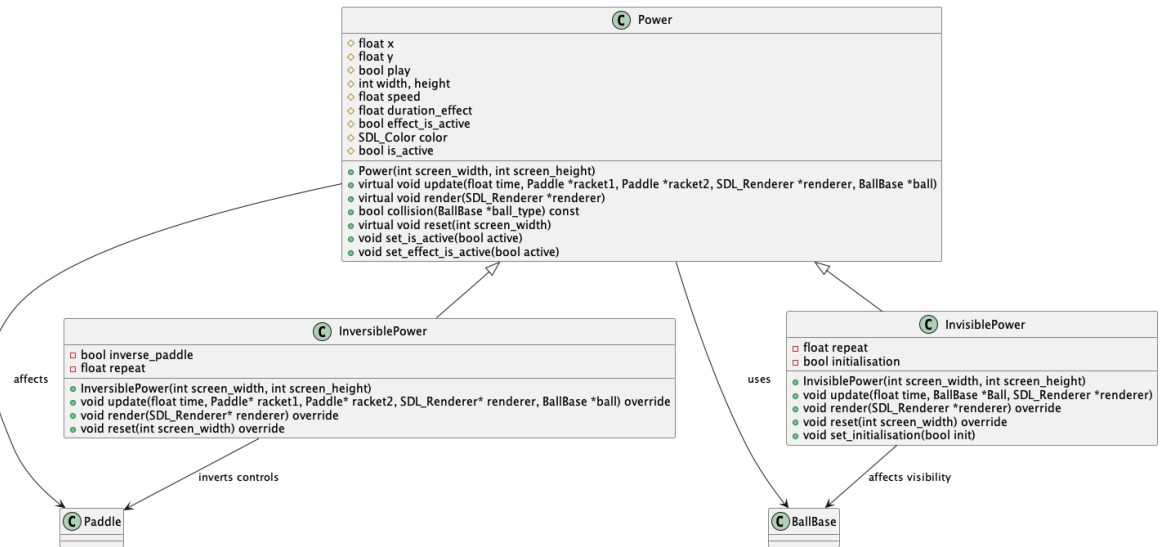 C Power
float x
float y
bool play
int width, height
float speed
float duration_effect
bool effect_is_active
SDL_Color color
bool is_active
Power(int screen_width, int screen_height)
virtual void update(float time, Paddle *racket1, Paddle *racket2, SDL_Renderer *renderer, BallBase *ball)
virtual void render(SDL_Renderer *renderer)
bool collision(BallBase *ball_type) const
virtual void reset(int screen_width)
void set_is_active(bool active)
void set_effect_is_active(bool active)
C InversiblePower
bool inverse_paddle
float repeat
InversiblePower(int screen_width, int screen_height)
void update(float time, Paddle* racket1, Paddle* racket2, SDL_Renderer* renderer, BallBase *ball) override
void render(SDL_Renderer* renderer) override
void reset(int screen_width) override
C InvisiblePower
float repeat
bool initialisation
InvisiblePower(int screen_width, int screen_height)
void update(float time, BallBase *Ball, SDL_Renderer *renderer)
void render(SDL_Renderer *renderer) override
void reset(int screen_width) override
void set_initialisation(bool init)
affects
uses
inverts controls
affects visibility
C Paddle
C BallBase